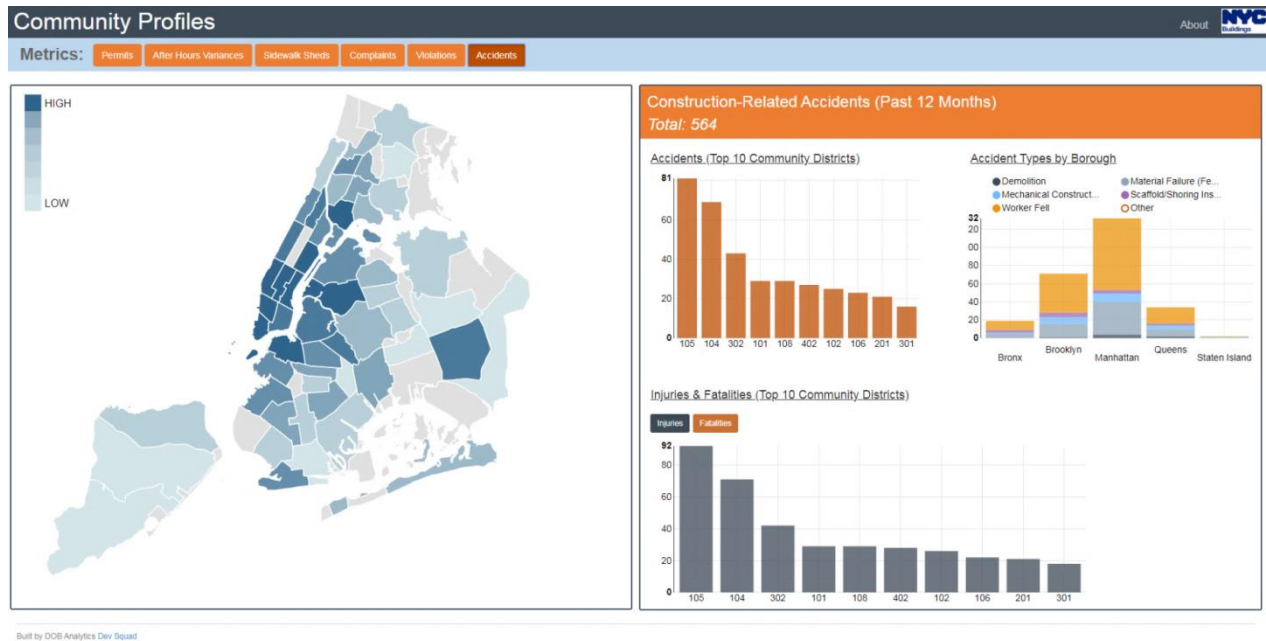 Community Profiles
About
NYC
Buildings
Metrics:
Permits
After Hours Variances
Sidewalk Sheds
Complaints
Violations
Accidents
HIGH
LOW
Construction-Related Accidents (Past 12 Months)
Total: 564
Accidents (Top 10 Community Districts)
81
60
40
20
0
105 104 302 101 108 402 102 106 201 301
Accident Types by Borough
Demolition
Material Failure (Fe...
Mechanical Construct...
Scaffold/Shoring Ins...
Worker Fell
Other
32
20
00
80
60
40
20
0
Bronx Brooklyn Manhattan Queens Staten Island
Injuries & Fatalities (Top 10 Community Districts)
Injuries
Fatalities
92
80
60
40
20
0
105 104 302 101 108 402 102 106 201 301
Built by DOB Analytics Dev Squad